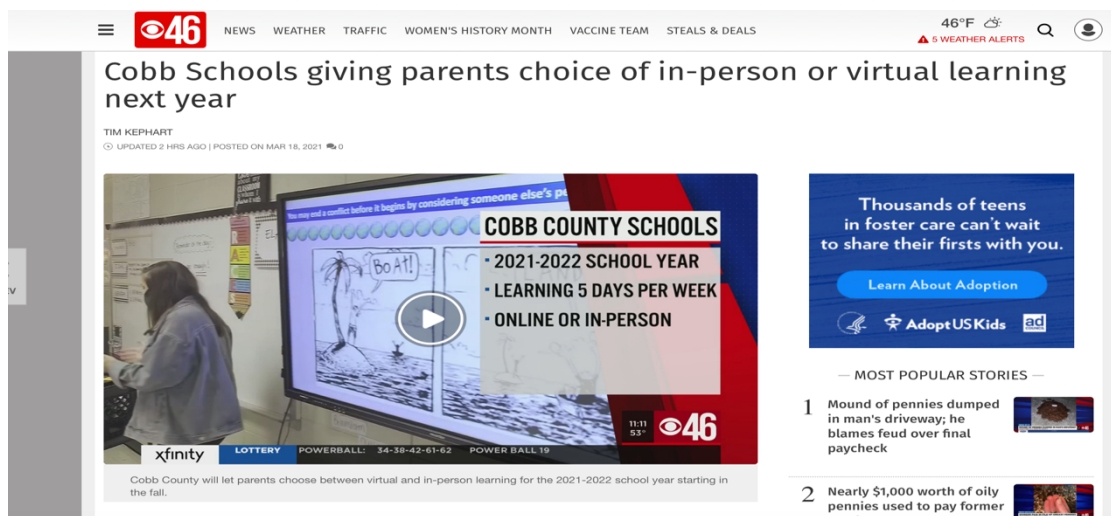 46
NEWS WEATHER TRAFFIC WOMEN'S HISTORY MONTH VACCINE TEAM STEALS & DEALS
46°F
5 WEATHER ALERTS
Cobb Schools giving parents choice of in-person or virtual learning
next year
TIM KEPHART
UPDATED 2 HRS AGO | POSTED ON MAR 18, 2021 0
You may end a conflict before it begins by considering someone else's
BOAT!
COBB COUNTY SCHOOLS
- 2021-2022 SCHOOL YEAR
- LEARNING 5 DAYS PER WEEK
- ONLINE OR IN-PERSON
11:11
53°
46
xfinity LOTTERY POWERBALL: 34-38-42-61-62 POWER BALL 19
Cobb County will let parents choose between virtual and in-person learning for the 2021-2022 school year starting in
the fall.
Thousands of teens
in foster care can't wait
to share their firsts with you.
Learn About Adoption
AdoptUSKids ad
— MOST POPULAR STORIES —
1 Mound of pennies dumped
in man's driveway; he
blames feud over final
paycheck
2 Nearly $1,000 worth of oily
pennies used to pay former